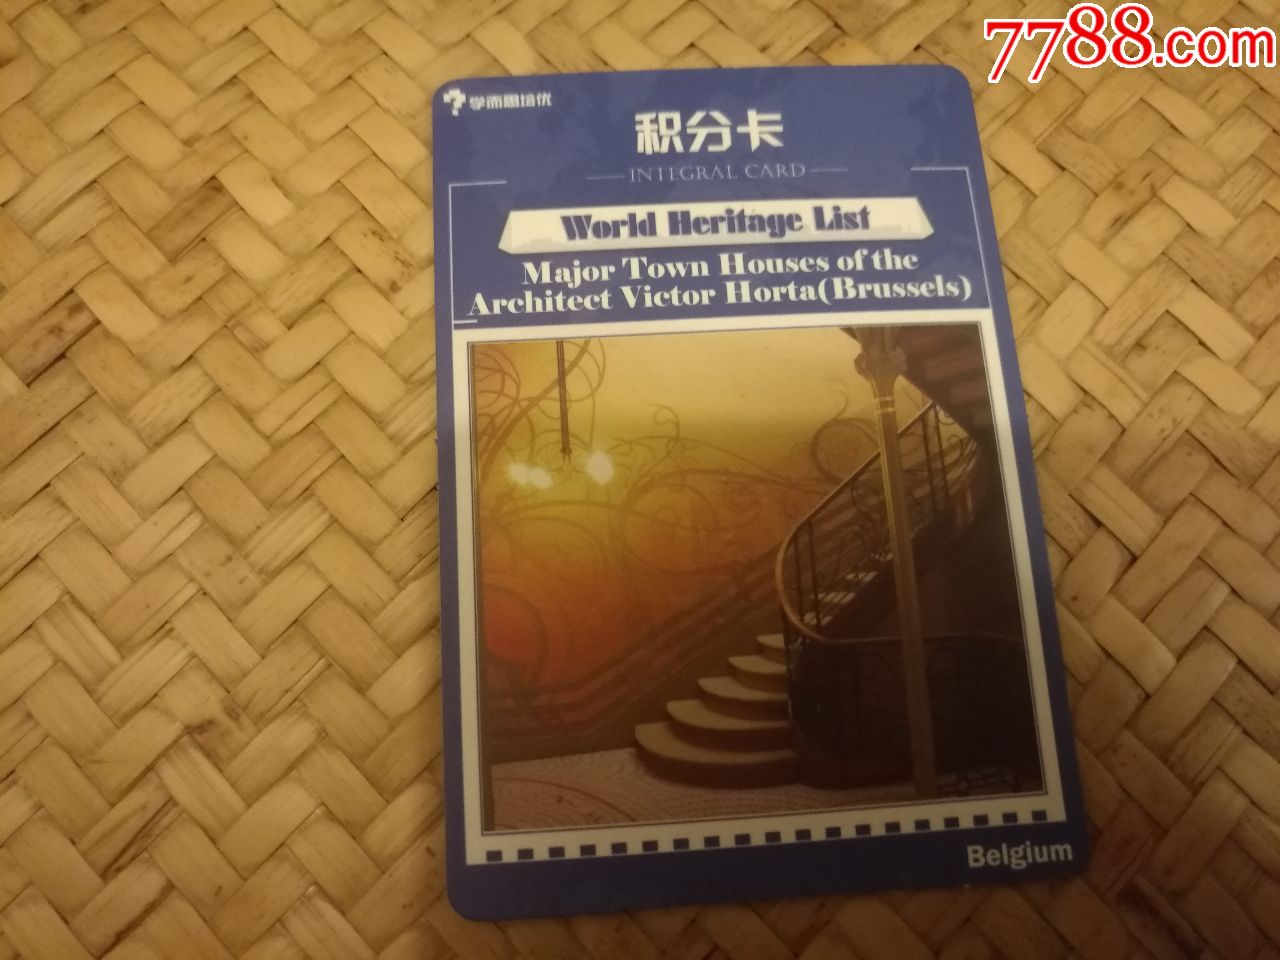 7788.com
学而思培优
积分卡
INTEGRAL CARD
World Heritage List
Major Town Houses of the
Architect Victor Horta(Brussels)
Belgium